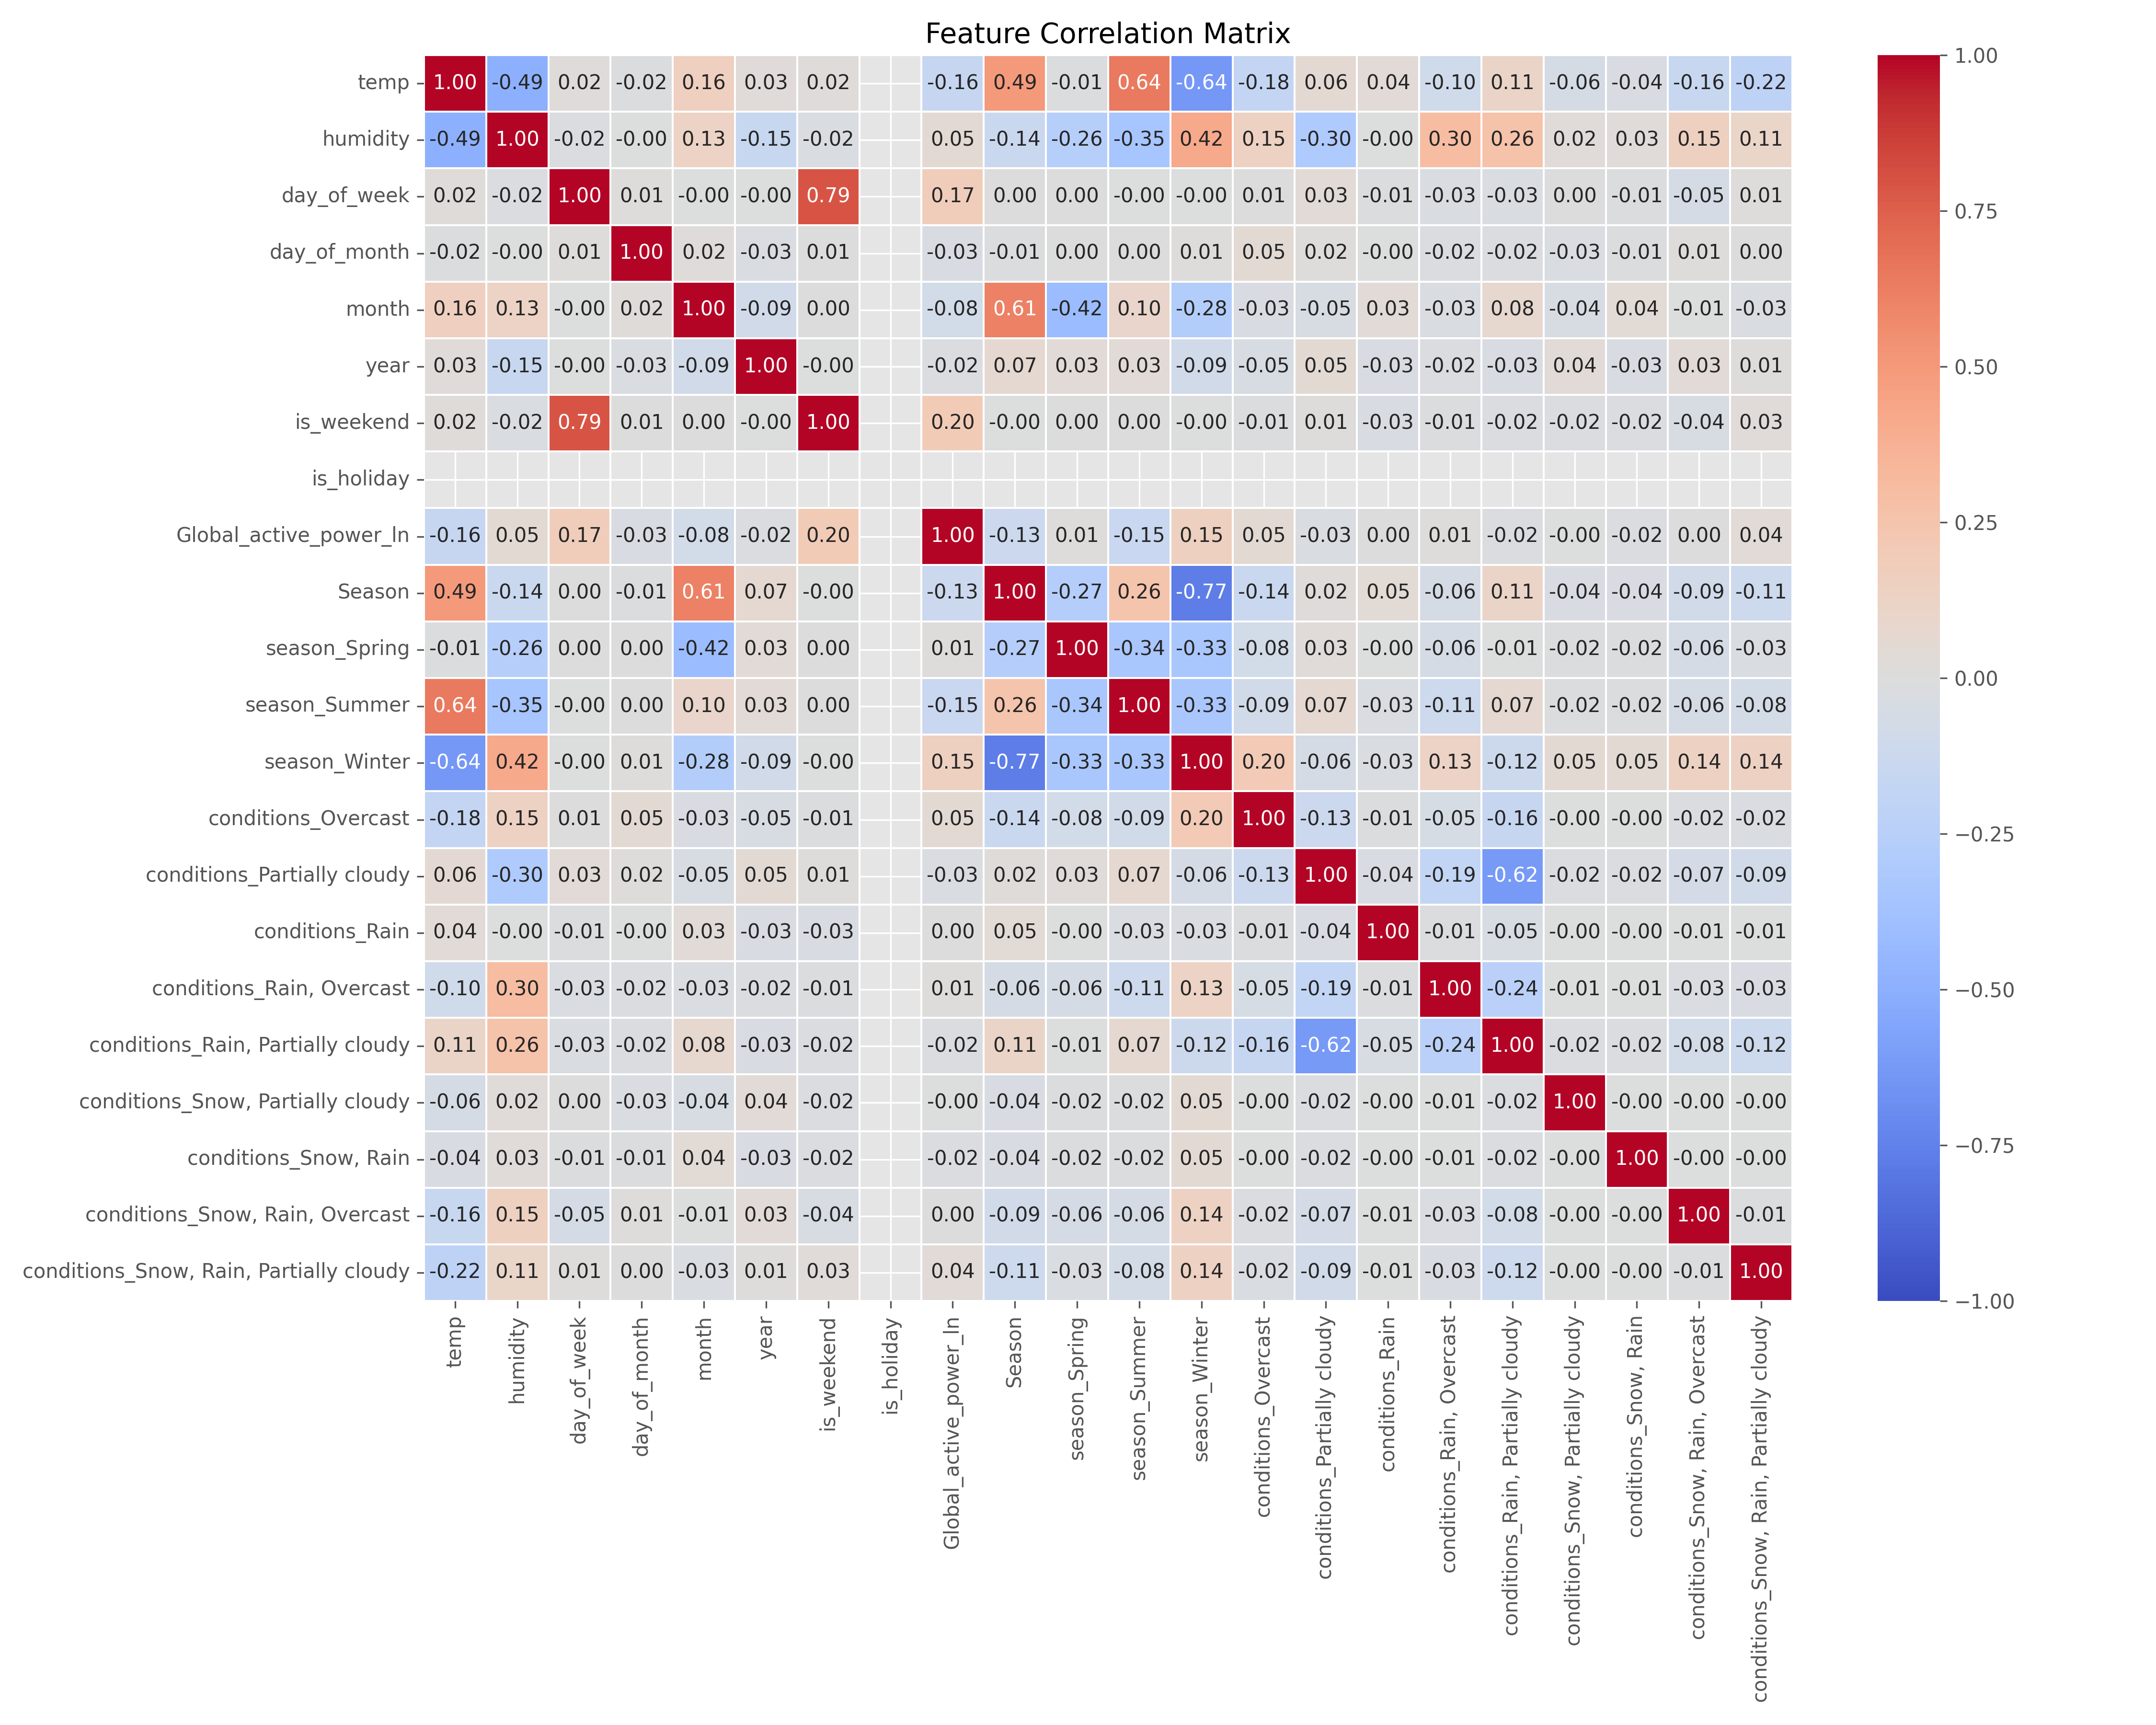 Feature Correlation Matrix
temp 1.00 -0.49 0.02 -0.02 0.16 0.03 0.02 -0.16 0.49 -0.01 0.64 -0.64 -0.18 0.06 0.04 -0.10 0.11 -0.06 -0.04 -0.16 -0.22
humidity -0.49 1.00 -0.02 -0.00 0.13 -0.15 -0.02 0.05 -0.14 -0.26 -0.35 0.42 0.15 -0.30 -0.00 0.30 0.26 0.02 0.03 0.15 0.11
day_of_week 0.02 -0.02 1.00 0.01 -0.00 -0.00 0.79 0.17 0.00 0.00 -0.00 -0.00 0.01 0.03 -0.01 -0.03 -0.03 0.00 -0.01 -0.05 0.01
day_of_month -0.02 -0.00 0.01 1.00 0.02 -0.03 0.01 -0.03 -0.01 0.00 0.00 0.01 0.05 0.02 -0.00 -0.02 -0.02 -0.03 -0.01 0.01 0.00
month 0.16 0.13 -0.00 0.02 1.00 -0.09 0.00 -0.08 0.61 -0.42 0.10 -0.28 -0.03 -0.05 0.03 -0.03 0.08 -0.04 0.04 -0.01 -0.03
year 0.03 -0.15 -0.00 -0.03 -0.09 1.00 -0.00 -0.02 0.07 0.03 0.03 -0.09 -0.05 0.05 -0.03 -0.02 -0.03 0.04 -0.03 0.03 0.01
is_weekend 0.02 -0.02 0.79 0.01 0.00 -0.00 1.00 0.20 -0.00 0.00 0.00 -0.00 -0.01 0.01 -0.03 -0.01 -0.02 -0.02 -0.02 -0.04 0.03
is_holiday
Global_active_power_ln -0.16 0.05 0.17 -0.03 -0.08 -0.02 0.20 1.00 -0.13 0.01 -0.15 0.15 0.05 -0.03 0.00 0.01 -0.02 -0.00 -0.02 0.00 0.04
Season 0.49 -0.14 0.00 -0.01 0.61 0.07 -0.00 -0.13 1.00 -0.27 0.26 -0.77 -0.14 0.02 0.05 -0.06 0.11 -0.04 -0.04 -0.09 -0.11
season_Spring -0.01 -0.26 0.00 0.00 -0.42 0.03 0.00 0.01 -0.27 1.00 -0.34 -0.33 -0.08 0.03 -0.00 -0.06 -0.01 -0.02 -0.02 -0.06 -0.03
season_Summer 0.64 -0.35 -0.00 0.00 0.10 0.03 0.00 -0.15 0.26 -0.34 1.00 -0.33 -0.09 0.07 -0.03 -0.11 0.07 -0.02 -0.02 -0.06 -0.08
season_Winter -0.64 0.42 -0.00 0.01 -0.28 -0.09 -0.00 0.15 -0.77 -0.33 -0.33 1.00 0.20 -0.06 -0.03 0.13 -0.12 0.05 0.05 0.14 0.14
conditions_Overcast -0.18 0.15 0.01 0.05 -0.03 -0.05 -0.01 0.05 -0.14 -0.08 -0.09 0.20 1.00 -0.13 -0.01 -0.05 -0.16 -0.00 -0.00 -0.02 -0.02
conditions_Partially cloudy 0.06 -0.30 0.03 0.02 -0.05 0.05 0.01 -0.03 0.02 0.03 0.07 -0.06 -0.13 1.00 -0.04 -0.19 -0.62 -0.02 -0.02 -0.07 -0.09
conditions_Rain 0.04 -0.00 -0.01 -0.00 0.03 -0.03 -0.03 0.00 0.05 -0.00 -0.03 -0.03 -0.01 -0.04 1.00 -0.01 -0.05 -0.00 -0.00 -0.01 -0.01
conditions_Rain, Overcast -0.10 0.30 -0.03 -0.02 -0.03 -0.02 -0.01 0.01 -0.06 -0.06 -0.11 0.13 -0.05 -0.19 -0.01 1.00 -0.24 -0.01 -0.01 -0.03 -0.03
conditions_Rain, Partially cloudy 0.11 0.26 -0.03 -0.02 0.08 -0.03 -0.02 -0.02 0.11 -0.01 0.07 -0.12 -0.16 -0.62 -0.05 -0.24 1.00 -0.02 -0.02 -0.08 -0.12
conditions_Snow, Partially cloudy -0.06 0.02 0.00 -0.03 -0.04 0.04 -0.02 -0.00 -0.04 -0.02 -0.02 0.05 -0.00 -0.02 -0.00 -0.01 -0.02 1.00 -0.00 -0.00 -0.00
conditions_Snow, Rain -0.04 0.03 -0.01 -0.01 0.04 -0.03 -0.02 -0.02 -0.04 -0.02 -0.02 0.05 -0.00 -0.02 -0.00 -0.01 -0.02 -0.00 1.00 -0.00 -0.00
conditions_Snow, Rain, Overcast -0.16 0.15 -0.05 0.01 -0.01 0.03 -0.04 0.00 -0.09 -0.06 -0.06 0.14 -0.02 -0.07 -0.01 -0.03 -0.08 -0.00 -0.00 1.00 -0.01
conditions_Snow, Rain, Partially cloudy -0.22 0.11 0.01 0.00 -0.03 0.01 0.03 0.04 -0.11 -0.03 -0.08 0.14 -0.02 -0.09 -0.01 -0.03 -0.12 -0.00 -0.00 -0.01 1.00
temp
humidity
day_of_week
day_of_month
month
year
is_weekend
is_holiday
Global_active_power_ln
Season
season_Spring
season_Summer
season_Winter
conditions_Overcast
conditions_Partially cloudy
conditions_Rain
conditions_Rain, Overcast
conditions_Rain, Partially cloudy
conditions_Snow, Partially cloudy
conditions_Snow, Rain
conditions_Snow, Rain, Overcast
conditions_Snow, Rain, Partially cloudy
1.00
0.75
0.50
0.25
0.00
−0.25
−0.50
−0.75
−1.00